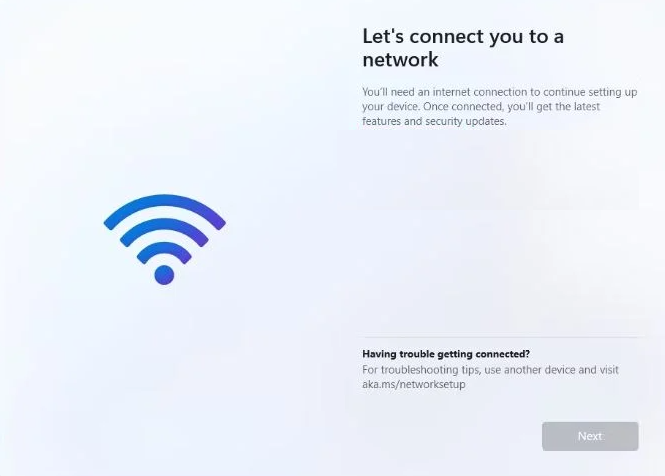 Let's connect you to a
network
You'll need an internet connection to continue setting up
your device. Once connected, you'll get the latest
features and security updates.
Having trouble getting connected?
For troubleshooting tips, use another device and visit
aka.ms/networksetup
Next